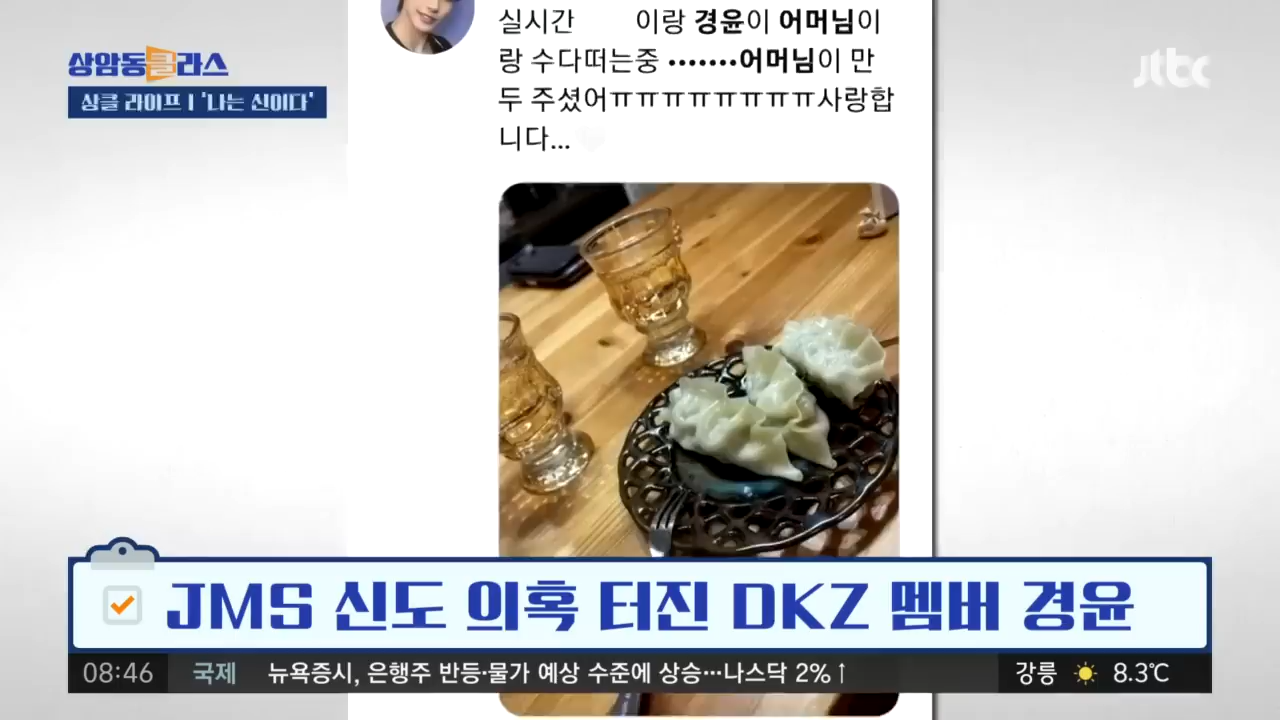 실시간 이랑 경윤이 어머님이
랑 수다떠는중 •••••••어머님이 만
두 주셨어ㅠㅠㅠㅠㅠㅠㅠㅠ사랑합
니다...
상암동클라스
jtbc
싱클 라이프 I '나는 신이다'
JMS 신도 의혹 터진 DKZ 멤버 경윤
08:46 국제 뉴욕증시, 은행주 반등·물가 예상 수준에 상승…나스닥 2%↑ 강릉 8.3℃